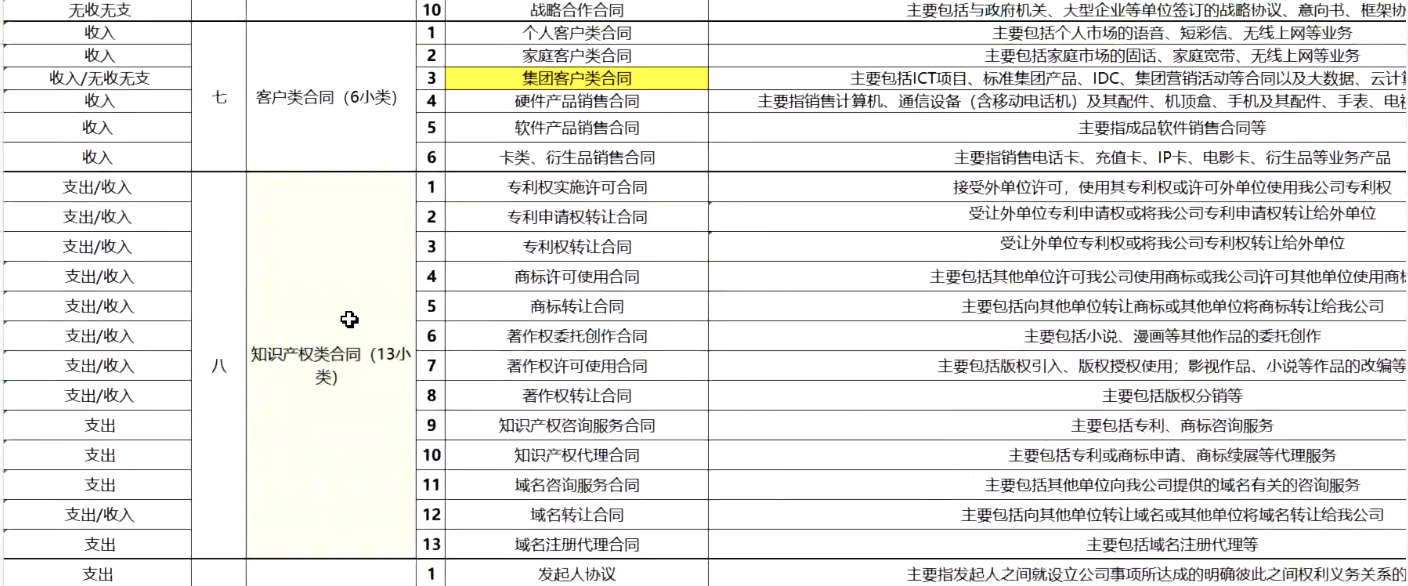 无收无支 10 战略合作合同 主要包括与政府机关、大型企业等单位签订的战略协议、意向书、框架协
收入 1 个人客户类合同 主要包括个人市场的语音、短彩信、无线上网等业务
收入 2 家庭客户类合同 主要包括家庭市场的固话、家庭宽带、无线上网等业务
收入/无收无支 3 集团客户类合同 主要包括ICT项目、标准集团产品、IDC、集团营销活动等合同以及大数据、云计算
七 客户类合同（6小类）
收入 4 硬件产品销售合同 主要指销售计算机、通信设备（含移动电话机）及其配件、机顶盒、手机及其配件、手表、电视
收入 5 软件产品销售合同 主要指成品软件销售合同等
收入 6 卡类、衍生品销售合同 主要指销售电话卡、充值卡、IP卡、电影卡、衍生品等业务产品
支出/收入 1 专利权实施许可合同 接受外单位许可，使用其专利权或许可外单位使用我公司专利权
支出/收入 2 专利申请权转让合同 受让外单位专利申请权或将我公司专利申请权转让给外单位
支出/收入 3 专利权转让合同 受让外单位专利权或将我公司专利权转让给外单位
支出/收入 4 商标许可使用合同 主要包括其他单位许可我公司使用商标或我公司许可其他单位使用商标
支出/收入 5 商标转让合同 主要包括向其他单位转让商标或其他单位将商标转让给我公司
支出/收入 6 著作权委托创作合同 主要包括小说、漫画等其他作品的委托创作
八 知识产权类合同（13小
类）
支出/收入 7 著作权许可使用合同 主要包括版权引入、版权授权使用；影视作品、小说等作品的改编等
支出/收入 8 著作权转让合同 主要包括版权分销等
支出 9 知识产权咨询服务合同 主要包括专利、商标咨询服务
支出 10 知识产权代理合同 主要包括专利或商标申请、商标续展等代理服务
支出 11 域名咨询服务合同 主要包括其他单位向我公司提供的域名有关的咨询服务
支出/收入 12 域名转让合同 主要包括向其他单位转让域名或其他单位将域名转让给我公司
支出 13 域名注册代理合同 主要包括域名注册代理等
支出 1 发起人协议 主要指发起人之间就设立公司事项所达成的明确彼此之间权利义务关系的